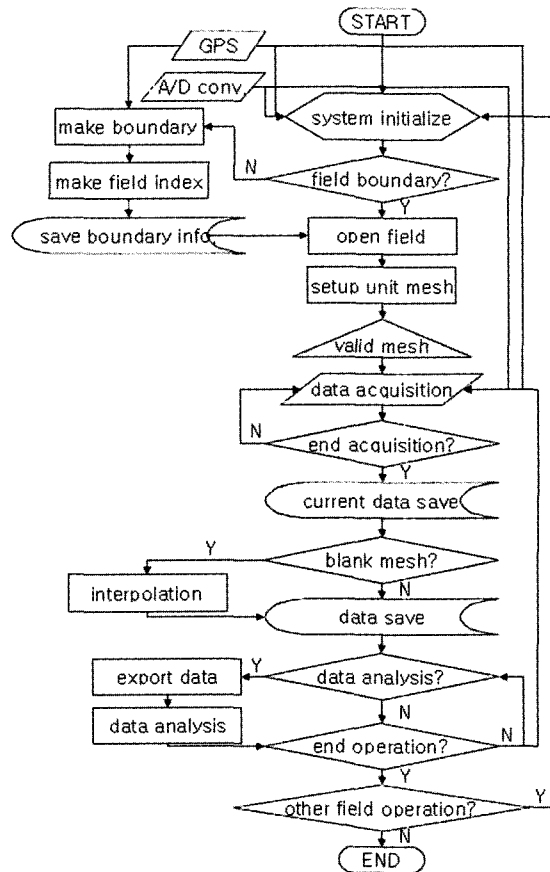 START
GPS
A/D conv
system initialize
make boundary
N
field boundary?
make field index
Y
save boundary info.
open field
setup unit mesh
valid mesh
data acquisition
N
end acquisition?
Y
current data save
Y
blank mesh?
N
interpolation
data save
export data
Y
data analysis?
N
data analysis
end operation?
N
Y
other field operation?
Y
N
END